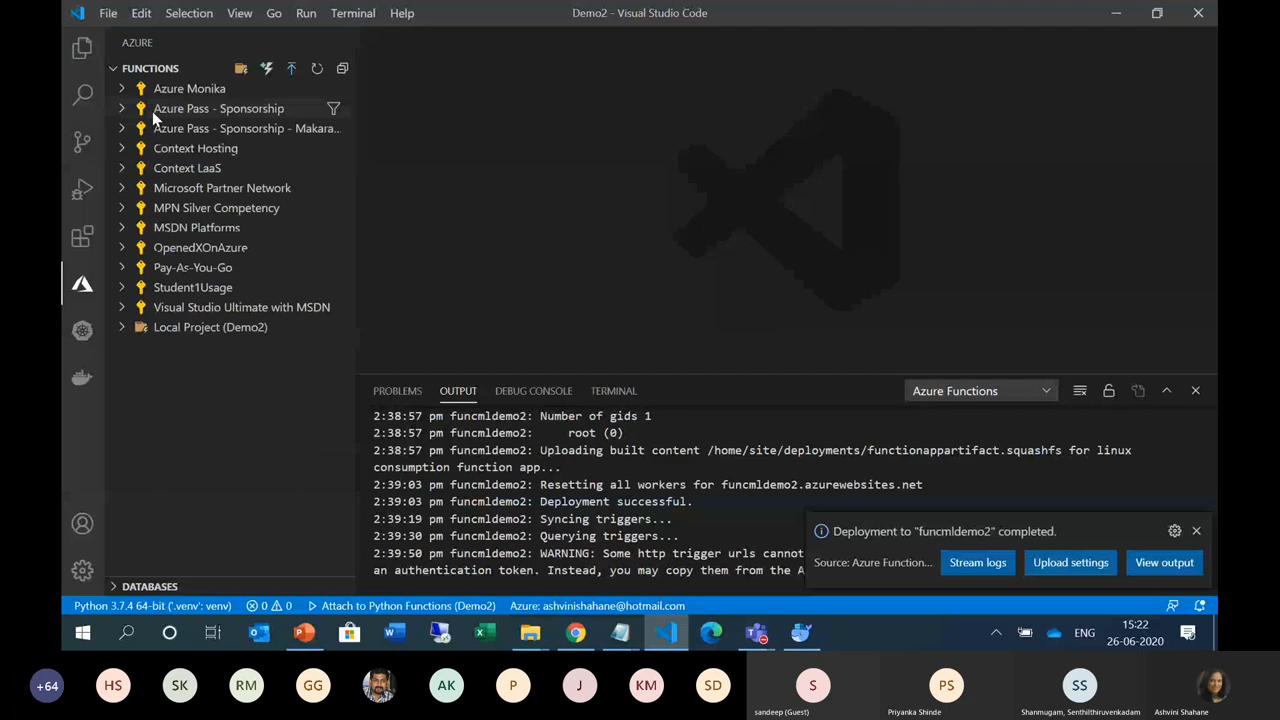 File Edit Selection View Go Run Terminal Help
Demo2 - Visual Studio Code
AZURE
FUNCTIONS
Azure Monika
Azure Pass - Sponsorship
Azure Pass - Sponsorship - Makara...
Context Hosting
Context LaaS
Microsoft Partner Network
MPN Silver Competency
MSDN Platforms
OpenedXOnAzure
Pay-As-You-Go
Student1Usage
Visual Studio Ultimate with MSDN
Local Project (Demo2)
DATABASES
PROBLEMS OUTPUT DEBUG CONSOLE TERMINAL
Azure Functions
2:38:57 pm funcmldemo2: Number of gids 1
2:38:57 pm funcmldemo2: root (0)
2:38:57 pm funcmldemo2: Uploading built content /home/site/deployments/functionappartifact.squashfs for linux
consumption function app...
2:39:03 pm funcmldemo2: Resetting all workers for funcmldemo2.azurewebsites.net
2:39:03 pm funcmldemo2: Deployment successful.
2:39:19 pm funcmldemo2: Syncing triggers...
2:39:30 pm funcmldemo2: Querying triggers...
2:39:50 pm funcmldemo2: WARNING: Some http trigger urls cannot
an authentication token. Instead, you may copy them from the A
Deployment to "funcmldemo2" completed.
Source: Azure Function...
Stream logs
Upload settings
View output
Python 3.7.4 64-bit ('.venv': venv) 0 0 Attach to Python Functions (Demo2) Azure: ashvinishahane@hotmail.com
ENG
15:22
26-06-2020
+64 HS SK RM GG AK P J KM SD S PS SS
sandeep (Guest) Priyanka Shinde Shanmugam, Senthilthiruvenkadam Ashvini Shahane